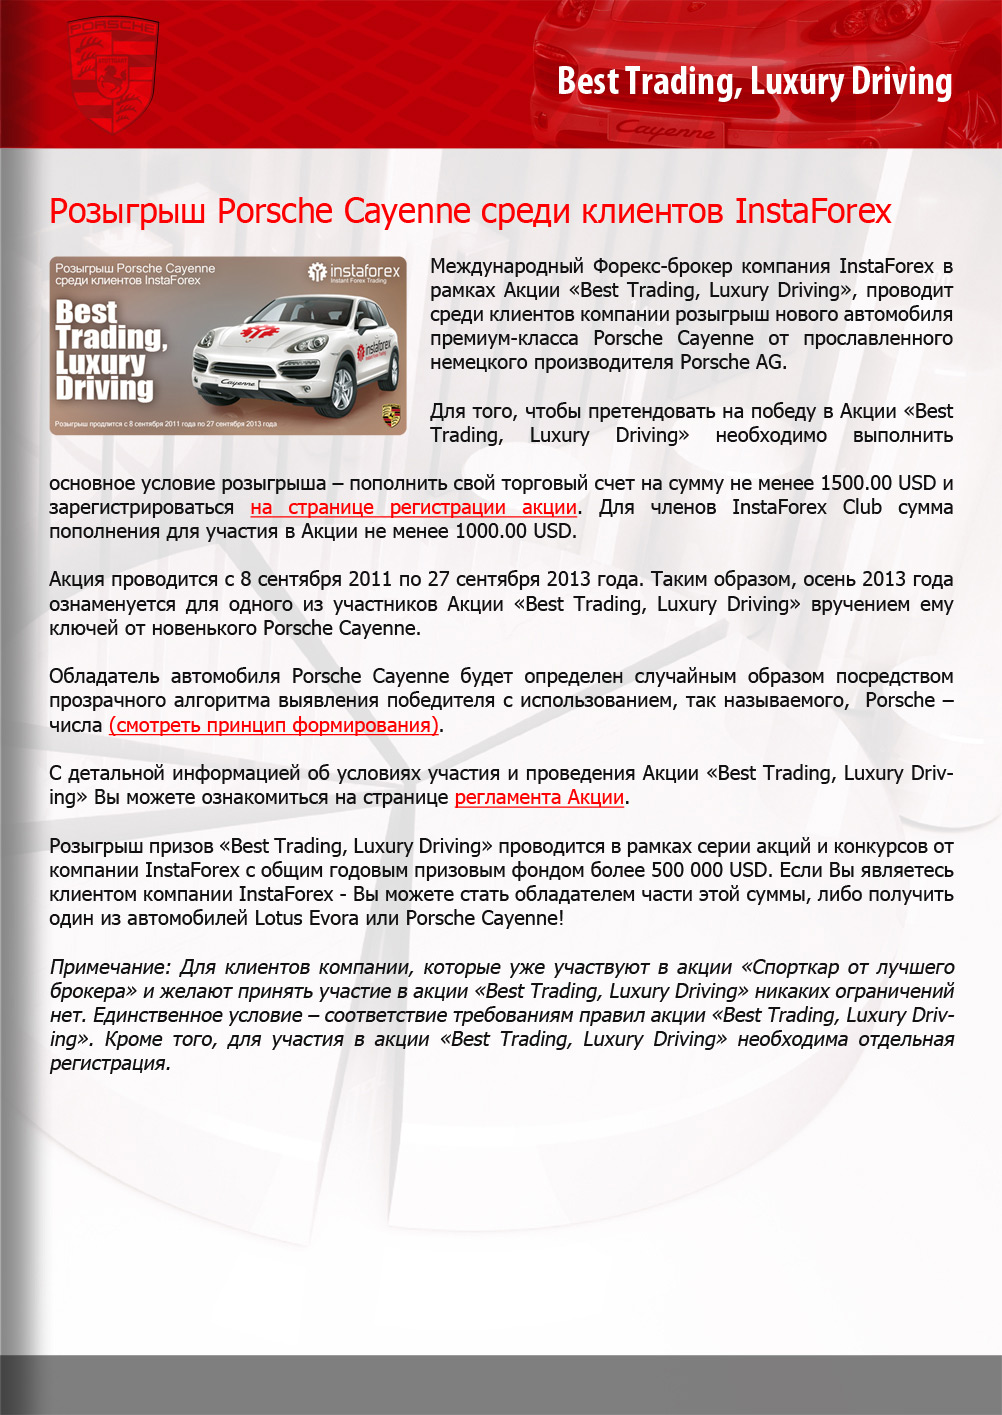 PORSCHE
Best Trading, Luxury Driving
Cayenne
Розыгрыш Porsche Cayenne среди клиентов InstaForex
Розыгрыш Porsche Cayenne
среди клиентов InstaForex
instaforex
Instant Forex Trading
Best
Trading,
Luxury
Driving
instaforex
Instant Forex Trading
Cayenne
Розыгрыш продлится с 8 сентября 2011 года по 27 сентября 2013 года
Международный Форекс-брокер компания InstaForex в
рамках Акции «Best Trading, Luxury Driving», проводит
среди клиентов компании розыгрыш нового автомобиля
премиум-класса Porsche Cayenne от прославленного
немецкого производителя Porsche AG.
Для того, чтобы претендовать на победу в Акции «Best
Trading, Luxury Driving» необходимо выполнить
основное условие розыгрыша – пополнить свой торговый счет на сумму не менее 1500.00 USD и
зарегистрироваться на странице регистрации акции. Для членов InstaForex Club сумма
пополнения для участия в Акции не менее 1000.00 USD.
Акция проводится с 8 сентября 2011 по 27 сентября 2013 года. Таким образом, осень 2013 года
ознаменуется для одного из участников Акции «Best Trading, Luxury Driving» вручением ему
ключей от новенького Porsche Cayenne.
Обладатель автомобиля Porsche Cayenne будет определен случайным образом посредством
прозрачного алгоритма выявления победителя с использованием, так называемого, Porsche –
числа (смотреть принцип формирования).
С детальной информацией об условиях участия и проведения Акции «Best Trading, Luxury Driv-
ing» Вы можете ознакомиться на странице регламента Акции.
Розыгрыш призов «Best Trading, Luxury Driving» проводится в рамках серии акций и конкурсов от
компании InstaForex с общим годовым призовым фондом более 500 000 USD. Если Вы являетесь
клиентом компании InstaForex - Вы можете стать обладателем части этой суммы, либо получить
один из автомобилей Lotus Evora или Porsche Cayenne!
Примечание: Для клиентов компании, которые уже участвуют в акции «Спорткар от лучшего
брокера» и желают принять участие в акции «Best Trading, Luxury Driving» никаких ограничений
нет. Единственное условие – соответствие требованиям правил акции «Best Trading, Luxury Driv-
ing». Кроме того, для участия в акции «Best Trading, Luxury Driving» необходима отдельная
регистрация.